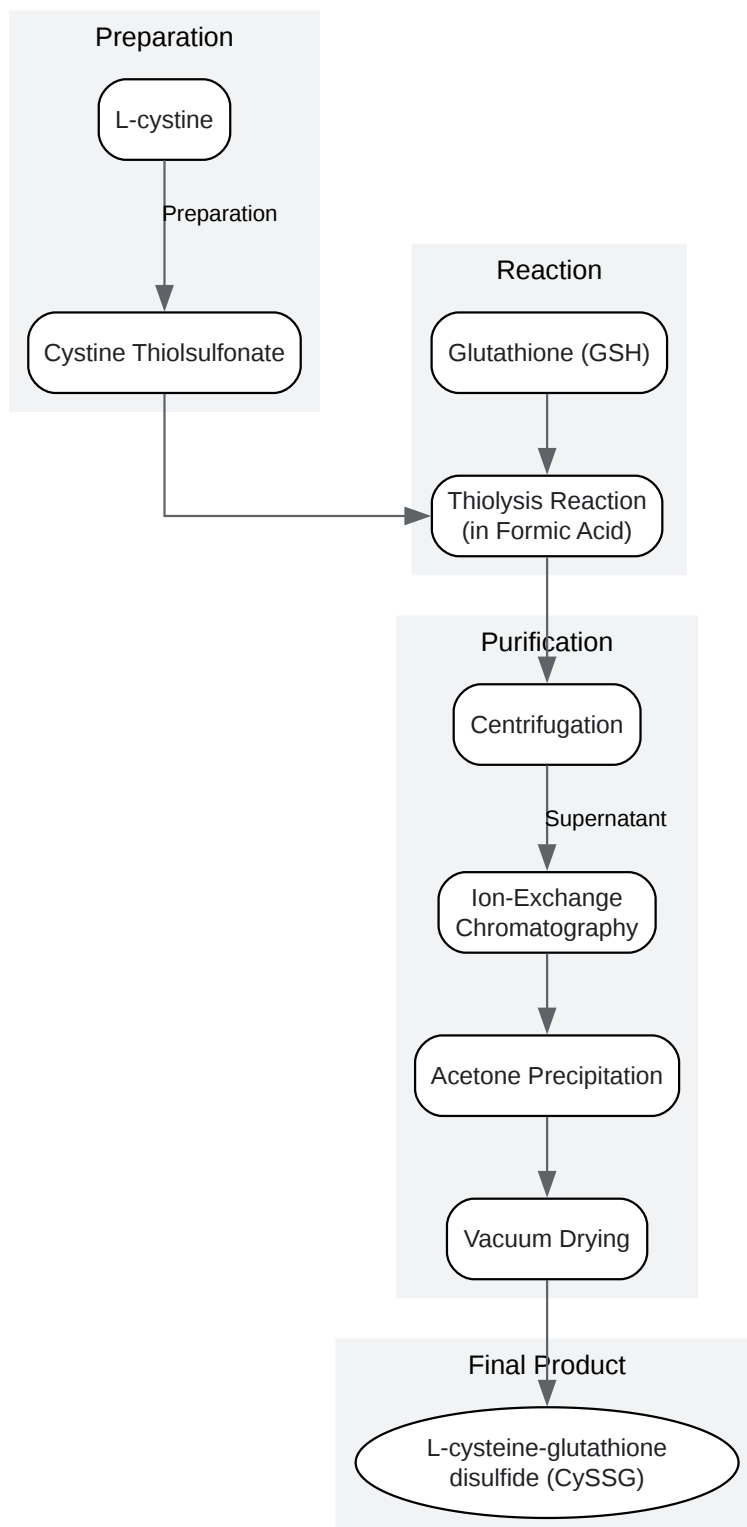 Preparation
L-cystine
Preparation
Cystine Thiolsulfonate
Reaction
Glutathione (GSH)
Thiolysis Reaction
(in Formic Acid)
Purification
Centrifugation
Supernatant
Ion-Exchange
Chromatography
Acetone Precipitation
Vacuum Drying
Final Product
L-cysteine-glutathione
disulfide (CySSG)